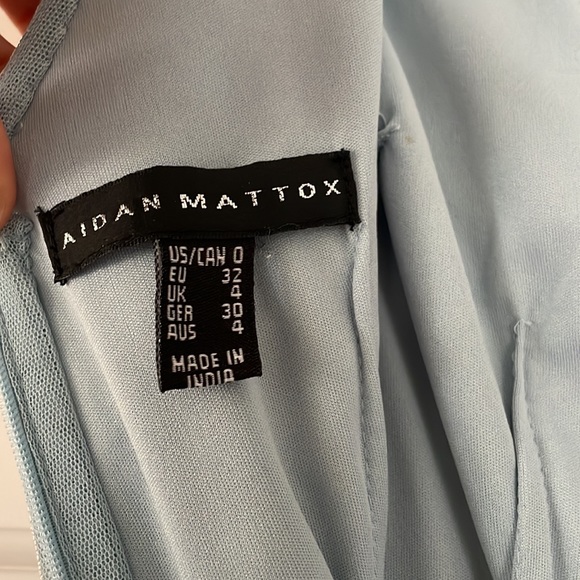 AIDAN MATTOX
US/CAN 0
EU 32
UK 4
GER 30
AUS 4
MADE IN
INDIA